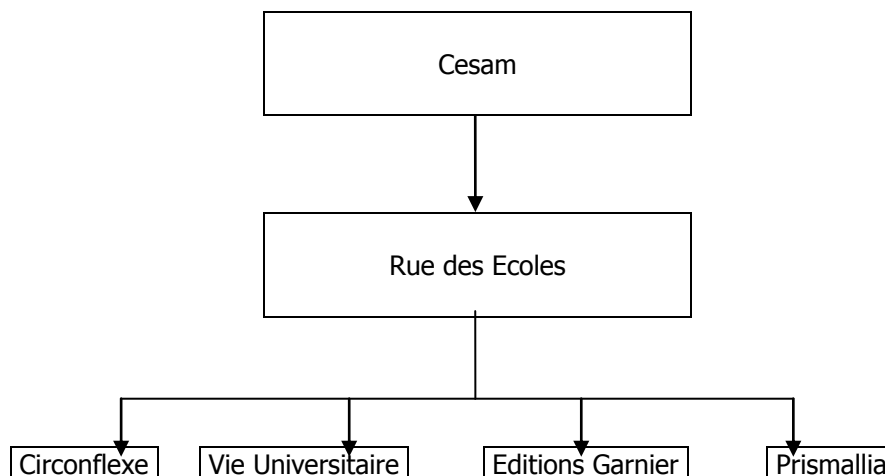 Cesam
Rue des Ecoles
Circonflexe
Vie Universitaire
Editions Garnier
Prismallia